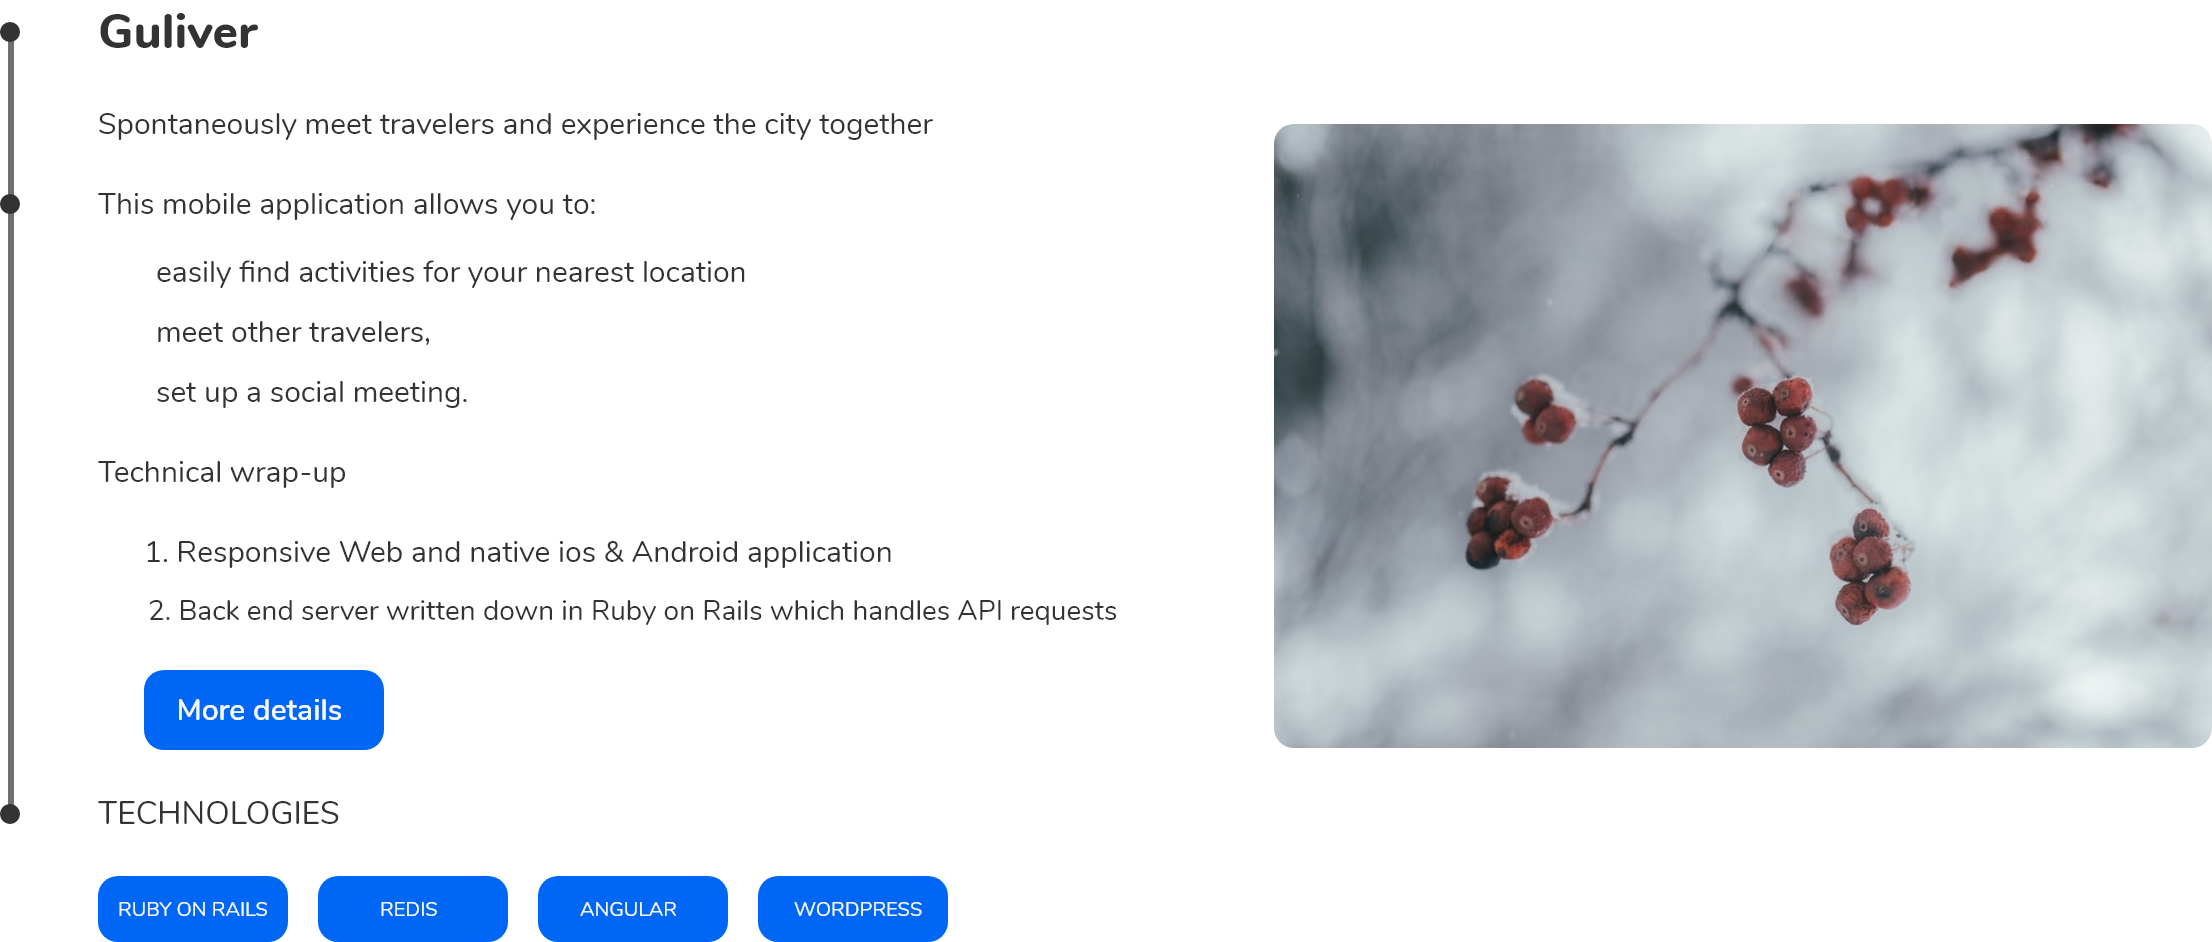 Guliver
Spontaneously meet travelers and experience the city together
This mobile application allows you to:
easily find activities for your nearest location
meet other travelers,
set up a social meeting.
Technical wrap-up
1. Responsive Web and native ios & Android application
2. Back end server written down in Ruby on Rails which handles API requests
More details
TECHNOLOGIES
RUBY ON RAILS REDIS ANGULAR WORDPRESS